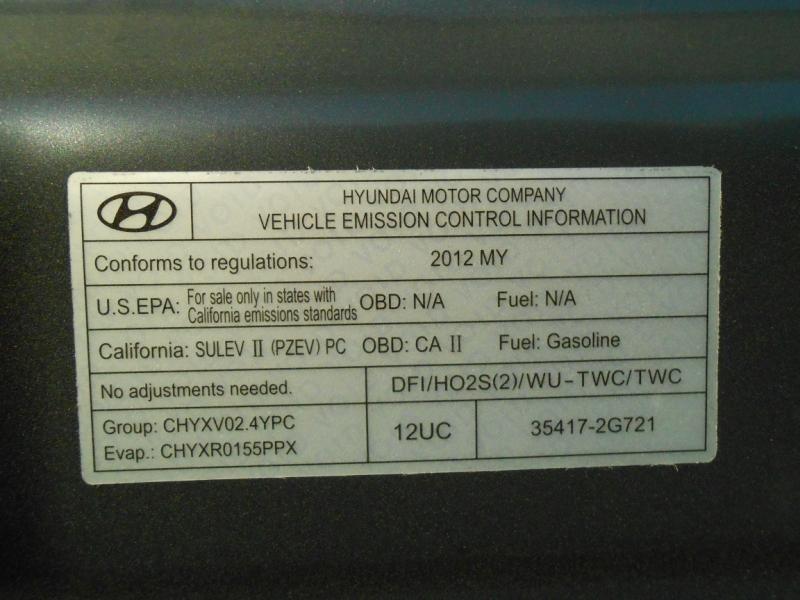 HYUNDAI MOTOR COMPANY
VEHICLE EMISSION CONTROL INFORMATION
Conforms to regulations: 2012 MY
U.S.EPA: For sale only in states with California emissions standards OBD: N/A Fuel: N/A
California: SULEV II (PZEV) PC OBD: CA II Fuel: Gasoline
No adjustments needed. DFI/HO2S(2)/WU-TWC/TWC
Group: CHYXV02.4YPC
Evap.: CHYXR0155PPX
12UC
35417-2G721